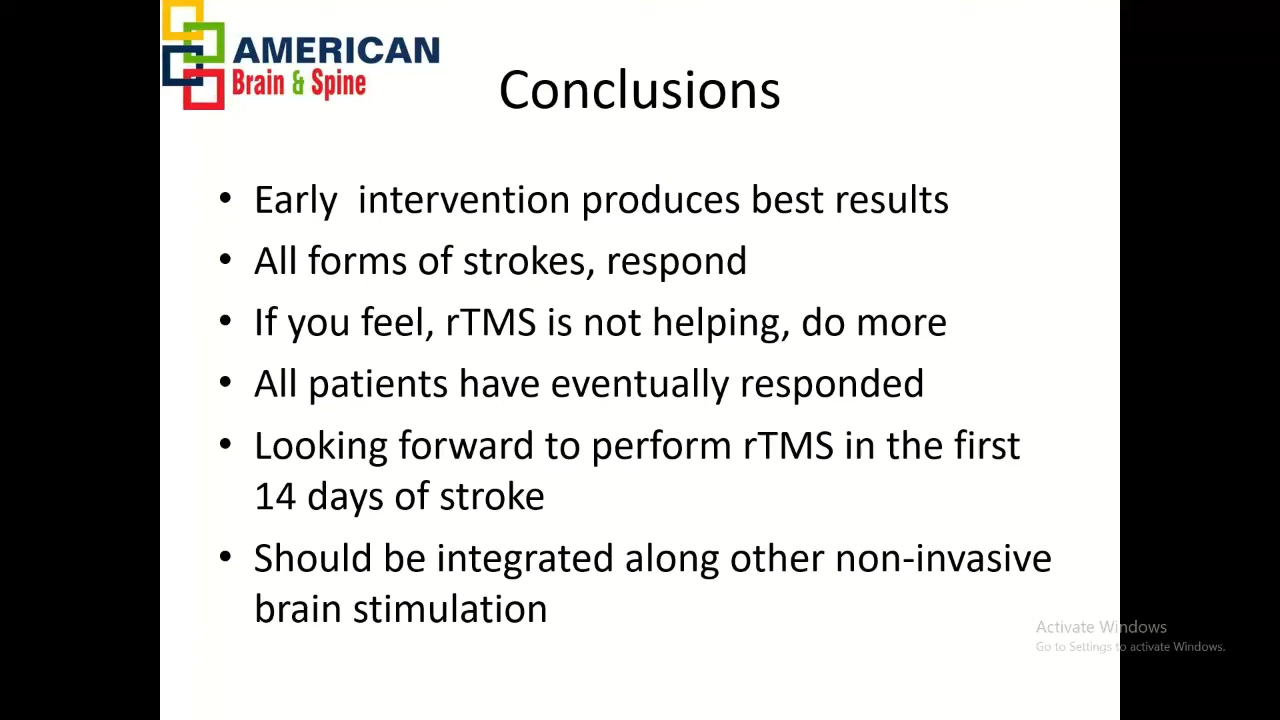 AMERICAN
Brain & Spine
Conclusions
• Early  intervention produces best results
• All forms of strokes, respond
• If you feel, rTMS is not helping, do more
• All patients have eventually responded
• Looking forward to perform rTMS in the first
14 days of stroke
• Should be integrated along other non-invasive
brain stimulation
Activate Windows
Go to Settings to activate Windows.